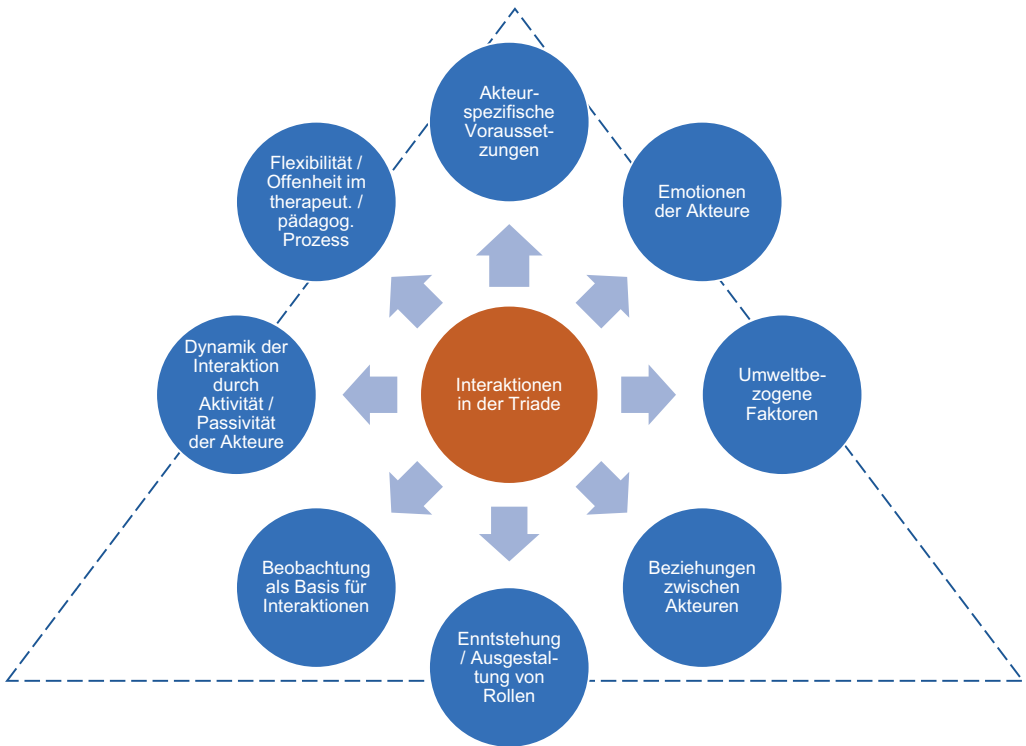 Akteur-
spezifische
Vorausset-
zungen
Emotionen
der Akteure
Umweltbe-
zogene
Faktoren
Beziehungen
zwischen
Akteuren
Enntstehung
/ Ausgestal-
tung von
Rollen
Beobachtung
als Basis für
Interaktionen
Dynamik der
Interaktion
durch
Aktivität /
Passivität
der Akteure
Flexibilität /
Offenheit im
therapeut. /
pädagog.
Prozess
Interaktionen
in der Triade